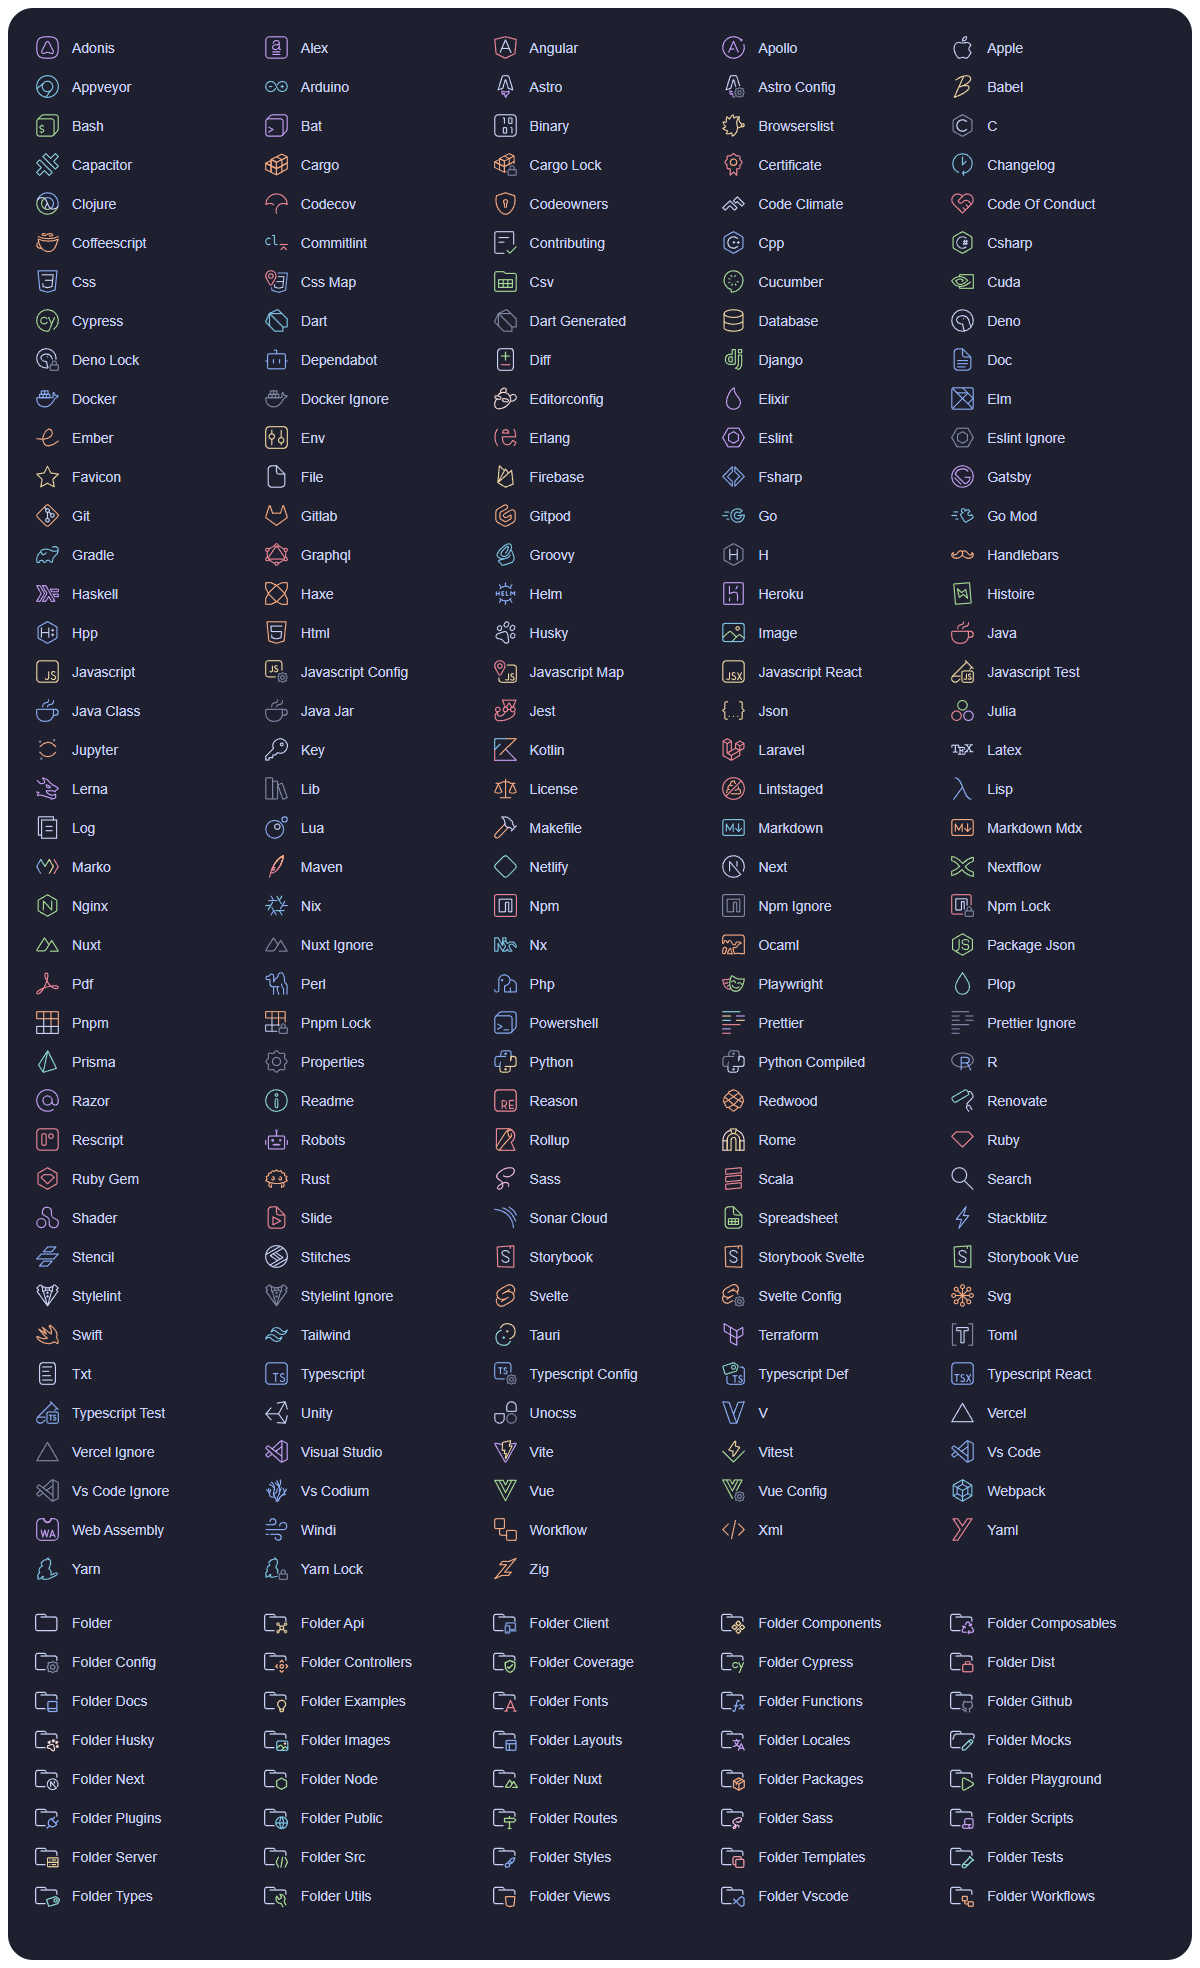 Adonis Alex Angular Apollo Apple
Appveyor Arduino Astro Astro Config Babel
Bash Bat Binary Browserslist C
Capacitor Cargo Cargo Lock Certificate Changelog
Clojure Codecov Codeowners Code Climate Code Of Conduct
Coffeescript Commitlint Contributing Cpp Csharp
Css Css Map Csv Cucumber Cuda
Cypress Dart Dart Generated Database Deno
Deno Lock Dependabot Diff Django Doc
Docker Docker Ignore Editorconfig Elixir Elm
Ember Env Erlang Eslint Eslint Ignore
Favicon File Firebase Fsharp Gatsby
Git Gitlab Gitpod Go Go Mod
Gradle Graphql Groovy H Handlebars
Haskell Haxe Helm Heroku Histoire
Hpp Html Husky Image Java
Javascript Javascript Config Javascript Map Javascript React Javascript Test
Java Class Java Jar Jest Json Julia
Jupyter Key Kotlin Laravel Latex
Lerna Lib License Lintstaged Lisp
Log Lua Makefile Markdown Markdown Mdx
Marko Maven Netlify Next Nextflow
Nginx Nix Npm Npm Ignore Npm Lock
Nuxt Nuxt Ignore Nx Ocaml Package Json
Pdf Perl Php Playwright Plop
Pnpm Pnpm Lock Powershell Prettier Prettier Ignore
Prisma Properties Python Python Compiled R
Razor Readme Reason Redwood Renovate
Rescript Robots Rollup Rome Ruby
Ruby Gem Rust Sass Scala Search
Shader Slide Sonar Cloud Spreadsheet Stackblitz
Stencil Stitches Storybook Storybook Svelte Storybook Vue
Stylelint Stylelint Ignore Svelte Svelte Config Svg
Swift Tailwind Tauri Terraform Toml
Txt Typescript Typescript Config Typescript Def Typescript React
Typescript Test Unity Unocss V Vercel
Vercel Ignore Visual Studio Vite Vitest Vs Code
Vs Code Ignore Vs Codium Vue Vue Config Webpack
Web Assembly Windi Workflow Xml Yaml
Yarn Yarn Lock Zig
Folder Folder Api Folder Client Folder Components Folder Composables
Folder Config Folder Controllers Folder Coverage Folder Cypress Folder Dist
Folder Docs Folder Examples Folder Fonts Folder Functions Folder Github
Folder Husky Folder Images Folder Layouts Folder Locales Folder Mocks
Folder Next Folder Node Folder Nuxt Folder Packages Folder Playground
Folder Plugins Folder Public Folder Routes Folder Sass Folder Scripts
Folder Server Folder Src Folder Styles Folder Templates Folder Tests
Folder Types Folder Utils Folder Views Folder Vscode Folder Workflows